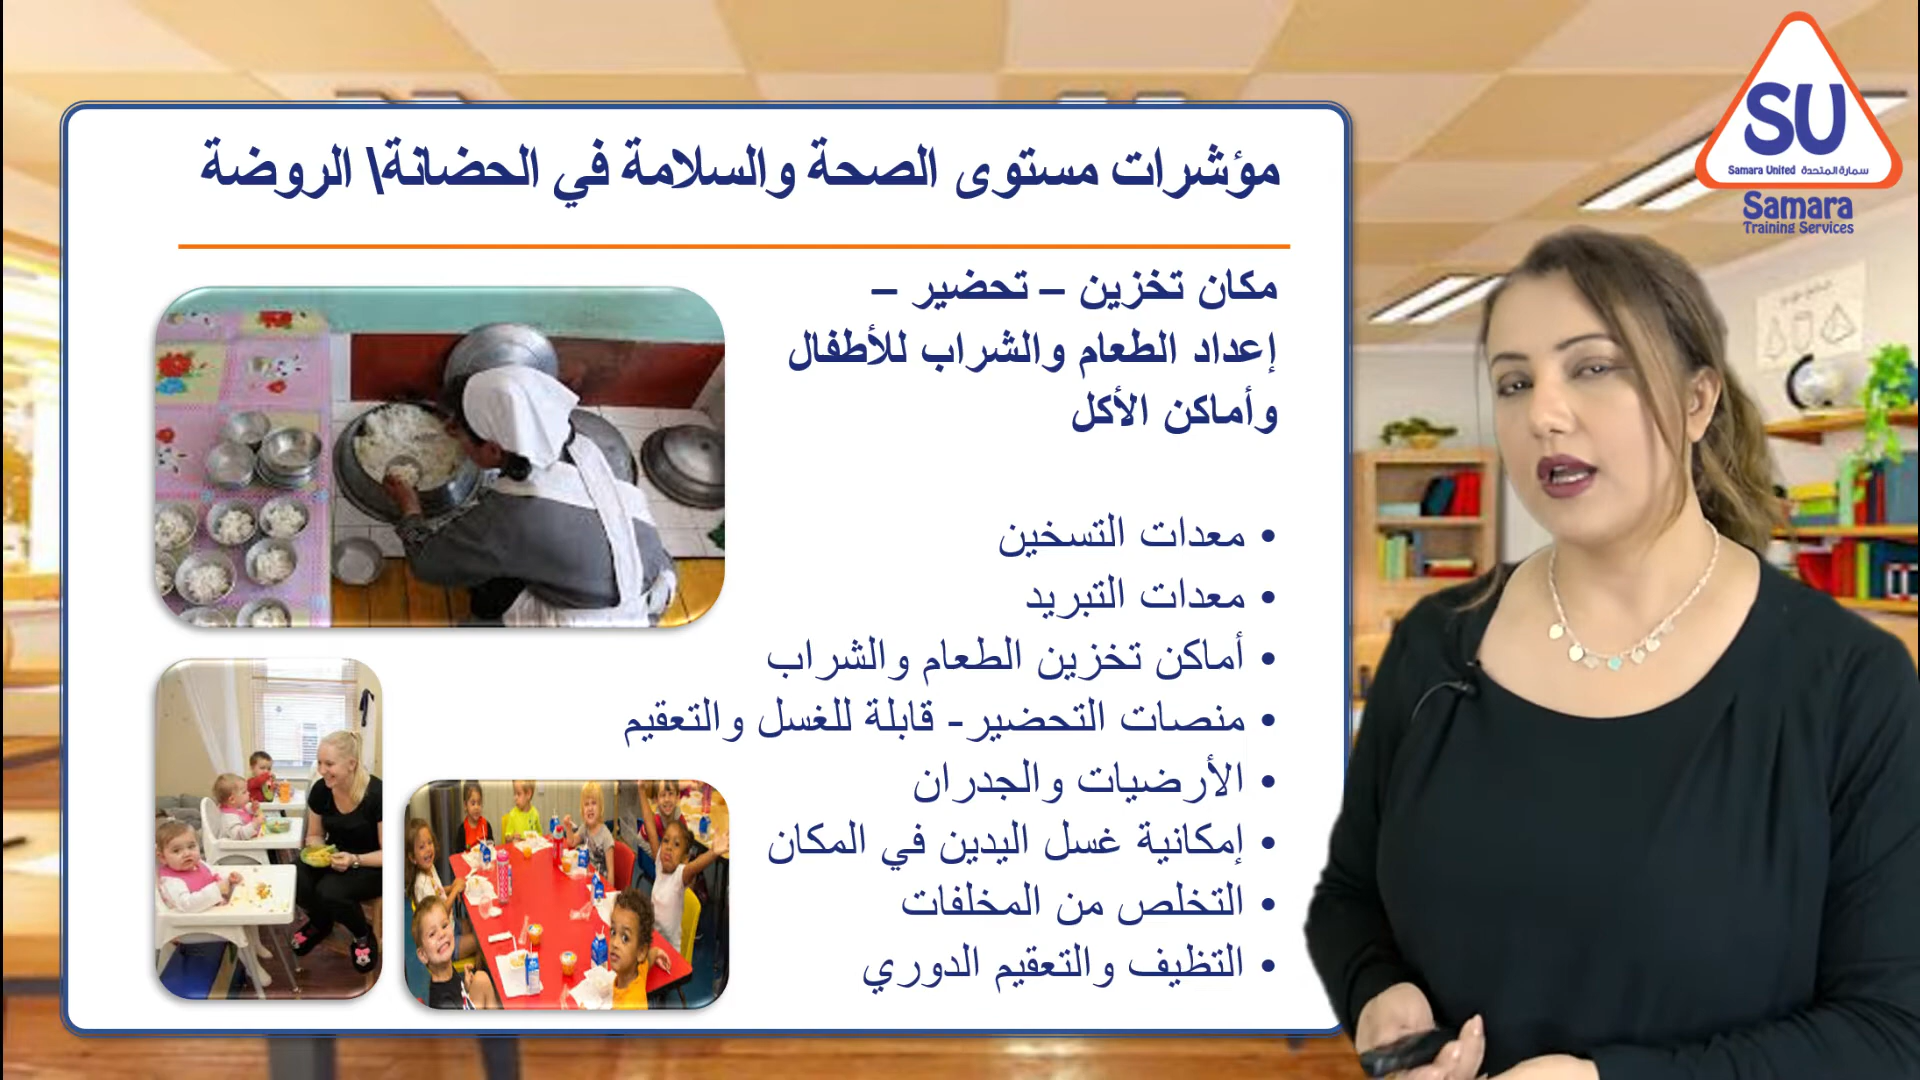 مؤشرات مستوى الصحة والسلامة في الحضانة\ الروضة
مكان تخزين – تحضير –
إعداد الطعام والشراب للأطفال
وأماكن الأكل
• معدات التسخين
• معدات التبريد
• أماكن تخزين الطعام والشراب
• منصات التحضير- قابلة للغسل والتعقيم
• الأرضيات والجدران
• إمكانية غسل اليدين في المكان
• التخلص من المخلفات
• التظيف والتعقيم الدوري
SU
Samara United سمارة المتحدة
Samara
Training Services